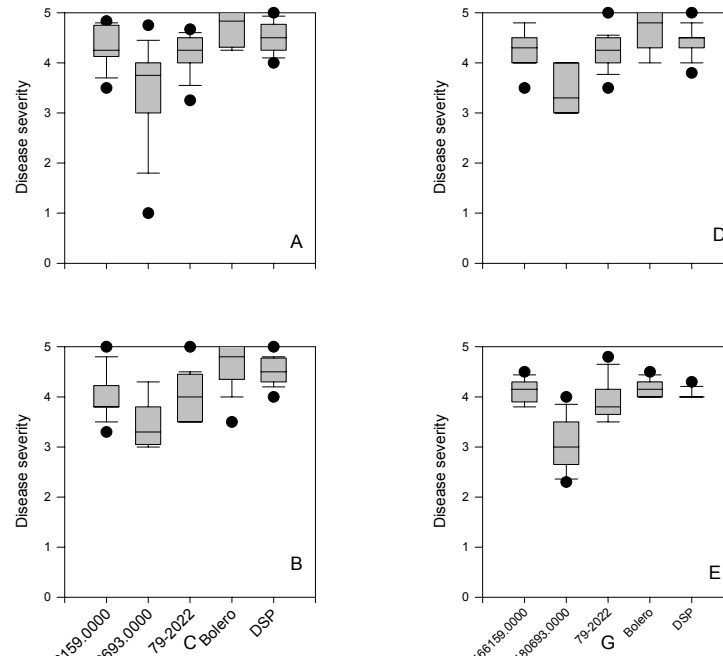 5
4
3
2
1
0
Disease severity
A
5
4
3
2
1
0
Disease severity
D
5
4
3
2
1
0
Disease severity
B
5
4
3
2
1
0
Disease severity
E
159.0000
693.0000
79-2022
Bolero
DSP
C
166159.0000
180693.0000
79-2022
Bolero
DSP
G